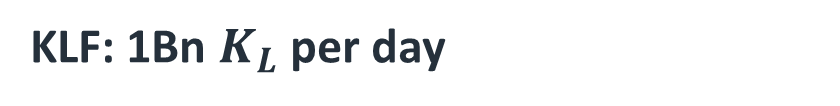 KLF: 1Bn K_L per day